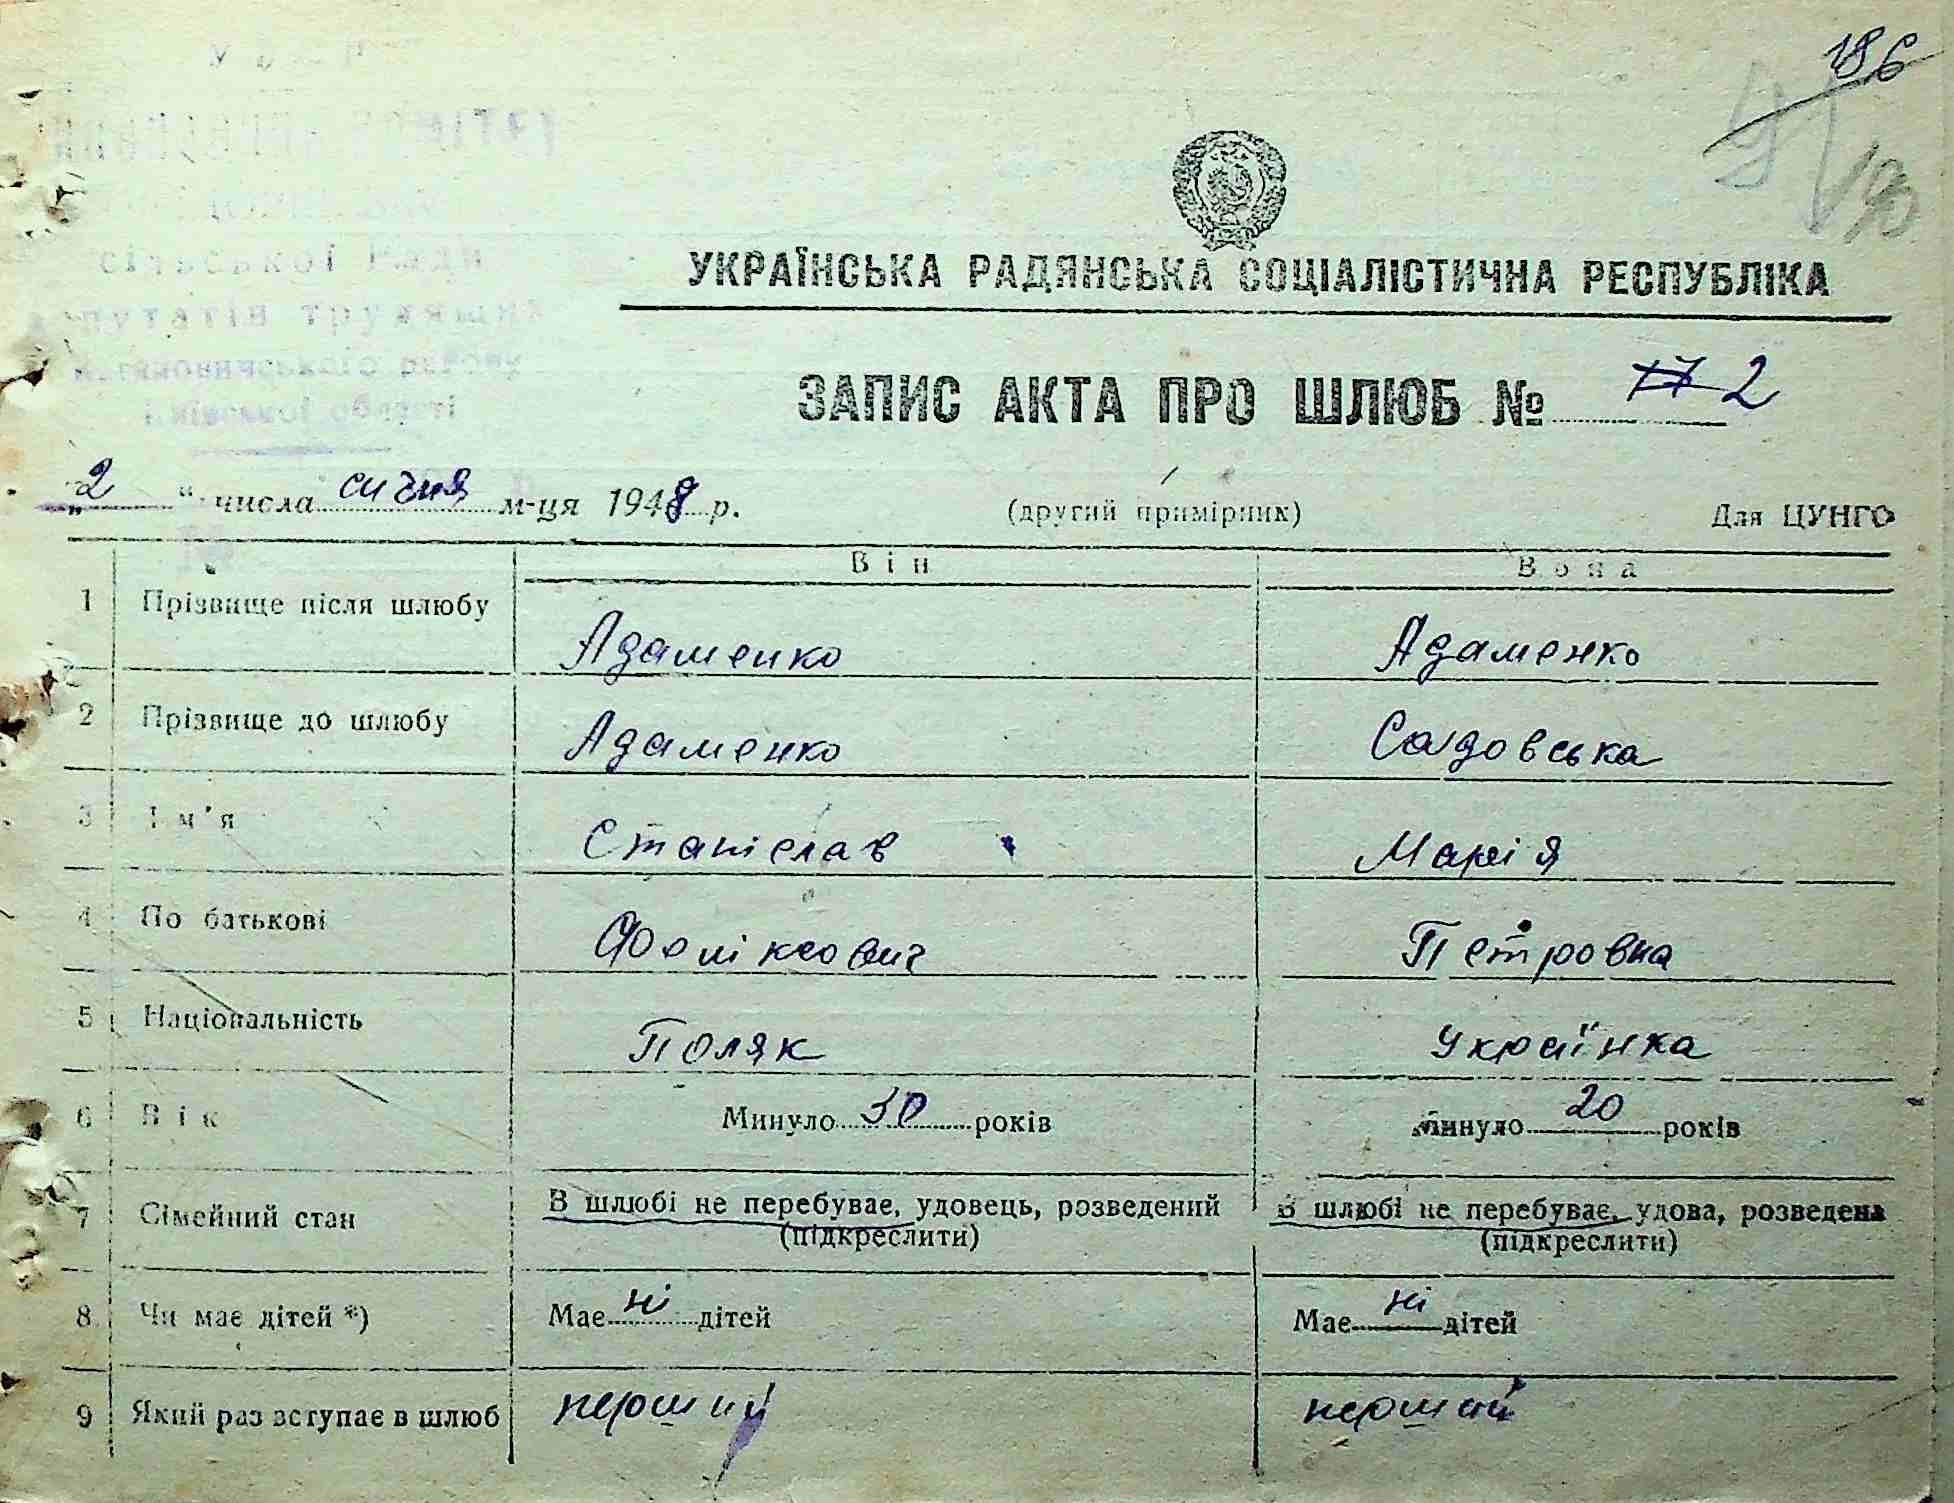 186
190
сільської Ради
путатів трудящих
області
УКРАЇНСЬКА РАДЯНСЬКА СОЦІАЛІСТИЧНА РЕСПУБЛІКА
ЗАПИС АКТА ПРО ШЛЮБ № 2
„2“ числа січня м-ця 1948 р. (другий примірник) Для ЦУНГО
Він Вона
1 Прізвище після шлюбу Адаменко Адаменко
2 Прізвище до шлюбу Адаменко Садовська
3 Ім'я Станіслав Марія
4 По батькові Феліксович Петровна
5 Національність Поляк Українка
6 Вік Минуло 30 років Минуло 20 років
7 Сімейний стан В шлюбі не перебуває, удовець, розведений В шлюбі не перебуває, удова, розведена
(підкреслити) (підкреслити)
8 Чи має дітей *) Має ні дітей Має ні дітей
9 Який раз вступає в шлюб перший перший